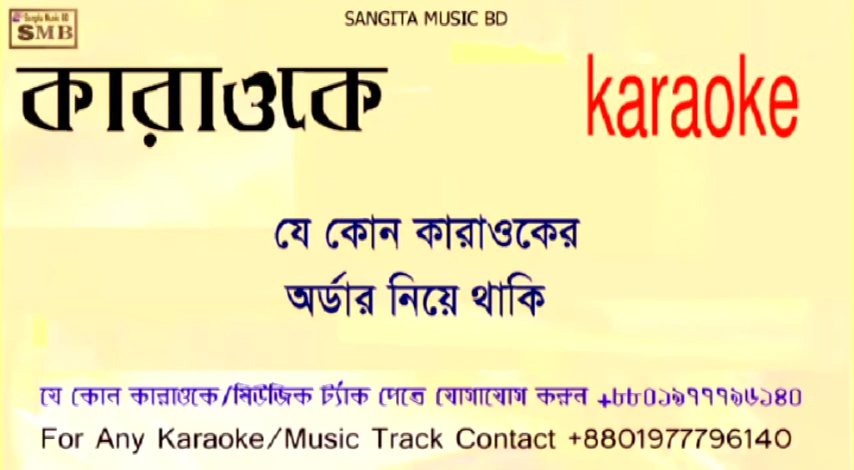 Sangita Music BD
SMB
SANGITA MUSIC BD
কারাওকে
karaoke
যে কোন কারাওকের
অর্ডার নিয়ে থাকি
যে কোন কারাওকে/মিউজিক ট্র্যাক পেতে যোগাযোগ করুন +৮৮০১৯৭৭৭৯৬১৪০
For Any Karaoke/Music Track Contact +8801977796140